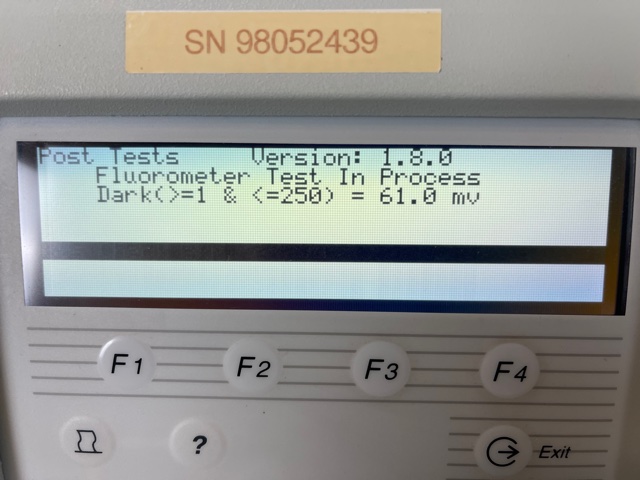 SN 98052439
Post Tests Version: 1.8.0
Fluorometer Test In Process
Dark(>=1 & <=250) = 61.0 mv
F1 F2 F3 F4
? Exit